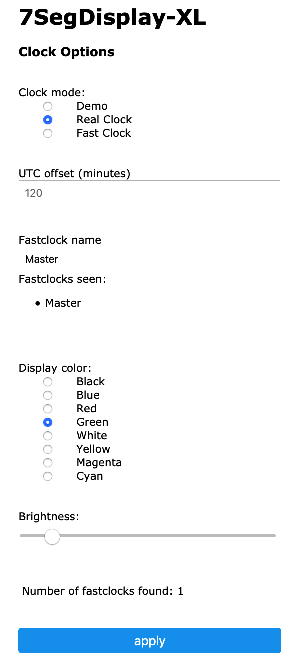 7SegDisplay-XL
Clock Options
Clock mode:
Demo
Real Clock
Fast Clock
UTC offset (minutes)
120
Fastclock name
Master
Fastclocks seen:
• Master
Display color:
Black
Blue
Red
Green
White
Yellow
Magenta
Cyan
Brightness:
Number of fastclocks found: 1
apply